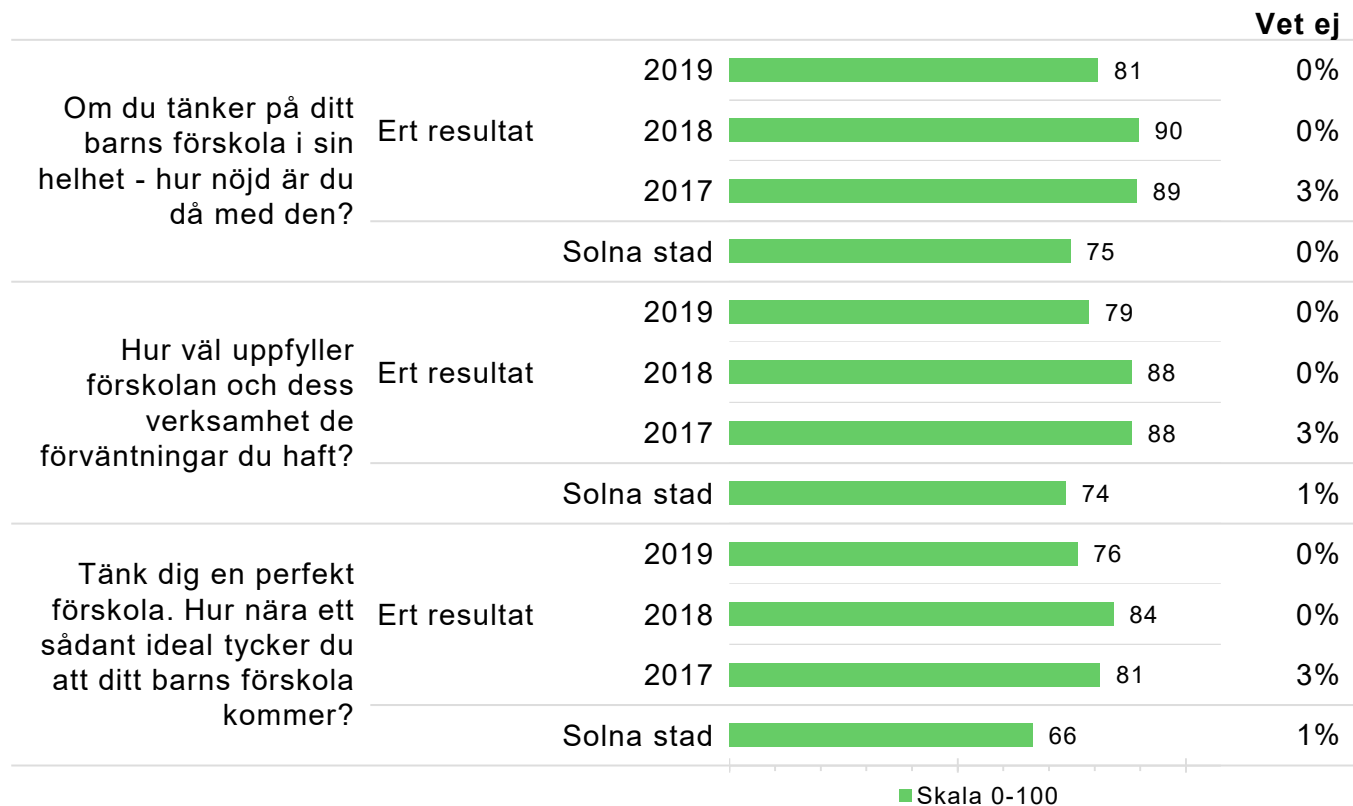 Vet ej
Om du tänker på ditt
barns förskola i sin
helhet - hur nöjd är du
då med den?
Ert resultat
2019 81 0%
2018 90 0%
2017 89 3%
Solna stad 75 0%
Hur väl uppfyller
förskolan och dess
verksamhet de
förväntningar du haft?
Ert resultat
2019 79 0%
2018 88 0%
2017 88 3%
Solna stad 74 1%
Tänk dig en perfekt
förskola. Hur nära ett
sådant ideal tycker du
att ditt barns förskola
kommer?
Ert resultat
2019 76 0%
2018 84 0%
2017 81 3%
Solna stad 66 1%
Skala 0-100